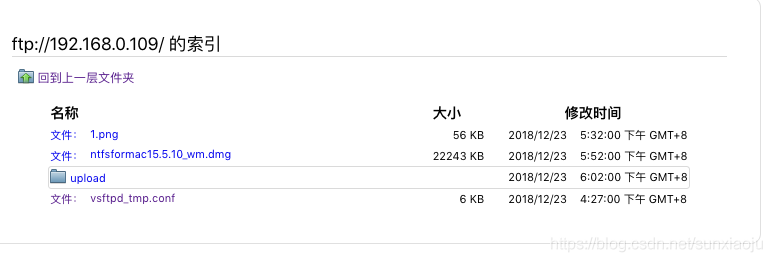 ftp://192.168.0.109/ 的索引
回到上一层文件夹
名称 大小 修改时间
文件: 1.png 56 KB 2018/12/23 5:32:00 下午 GMT+8
文件: ntfsformac15.5.10_wm.dmg 22243 KB 2018/12/23 5:52:00 下午 GMT+8
upload 2018/12/23 6:02:00 下午 GMT+8
文件: vsftpd_tmp.conf 6 KB 2018/12/23 4:27:00 下午 GMT+8
https://blog.csdn.net/sunxiaoju